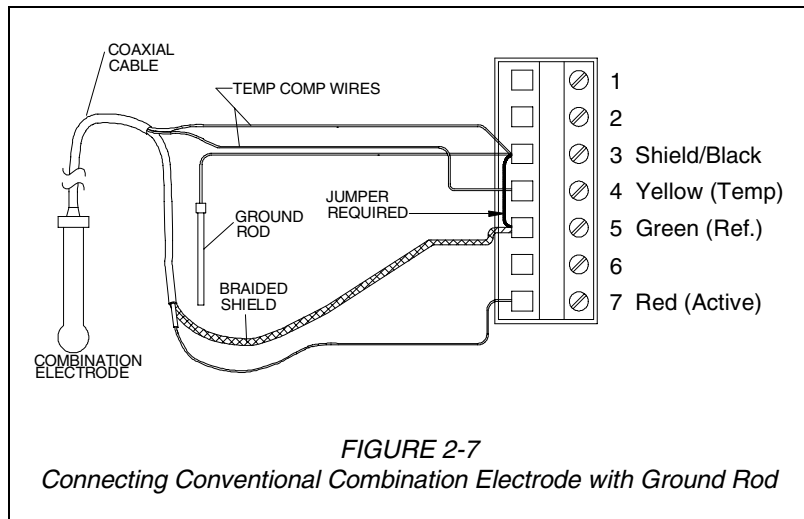 COAXIAL
CABLE
TEMP COMP WIRES
1
2
3 Shield/Black
4 Yellow (Temp)
5 Green (Ref.)
6
7 Red (Active)
JUMPER
REQUIRED
GROUND
ROD
BRAIDED
SHIELD
COMBINATION
ELECTRODE
FIGURE 2-7
Connecting Conventional Combination Electrode with Ground Rod